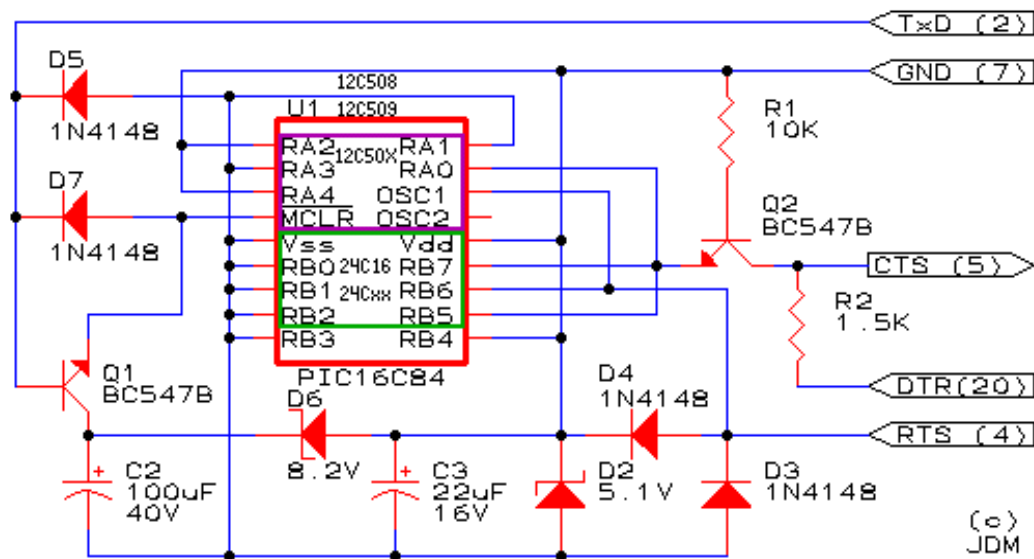 TxD (2)
D5
12C508
GND (7)
U1
12C509
R1
10K
1N4148
RA2
12C50X
RA1
RA3
RA0
D7
RA4
OSC1
MCLR
OSC2
Q2
BC547B
Vss
Vdd
1N4148
RB0
24C16
RB7
CTS (5)
RB1
24Cxx
RB6
R2
1.5K
RB2
RB5
RB3
RB4
Q1
BC547B
PIC16C84
D4
1N4148
DTR(20)
D6
RTS (4)
8.2V
C2
100uF
40V
C3
22uF
16V
D2
5.1V
D3
1N4148
(c)
JDM